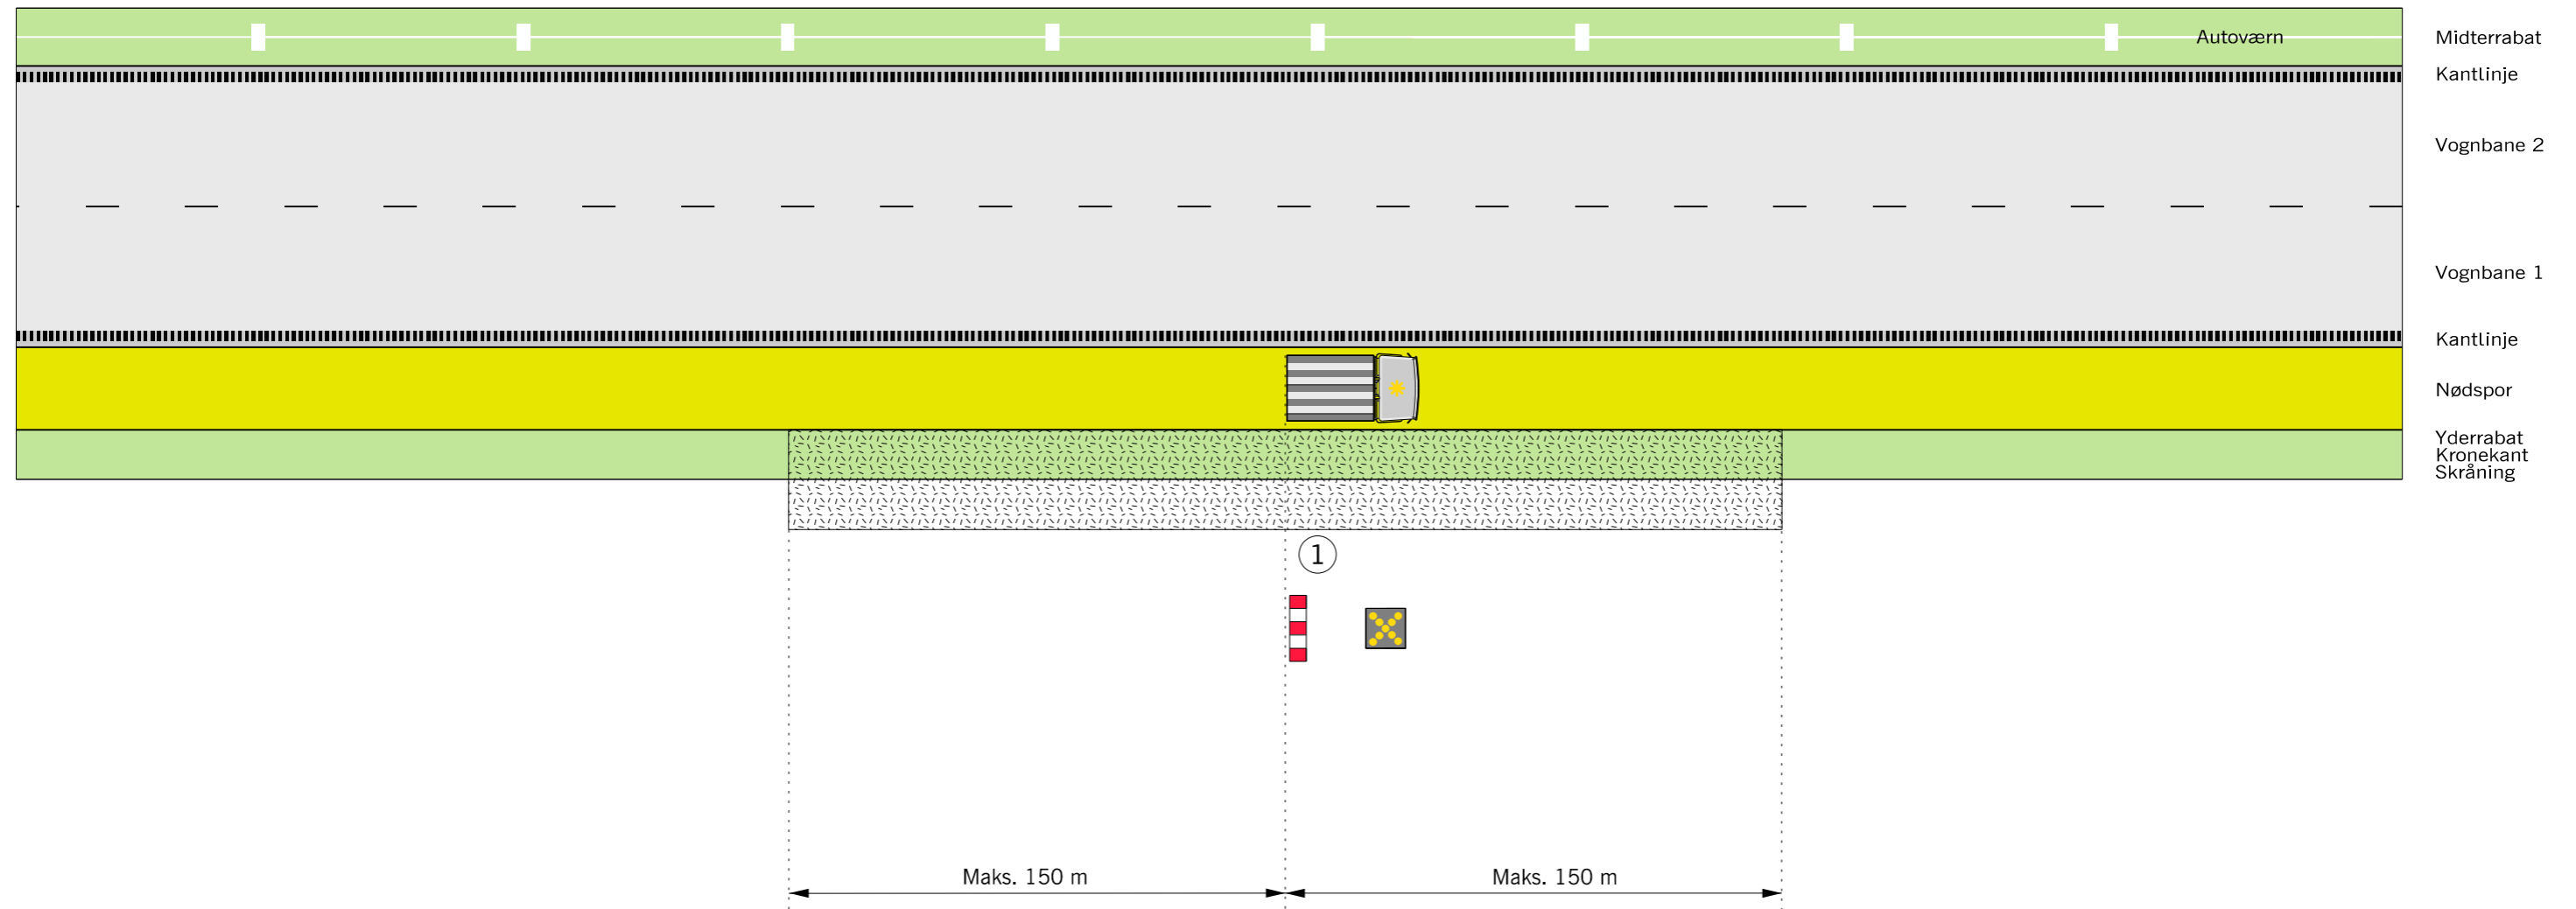 Autoværn
Midterrabat
Kantlinje
Vognbane 2
Vognbane 1
Kantlinje
Nødspor
Yderrabat
Kronekant
Skråning
1
Maks. 150 m
Maks. 150 m